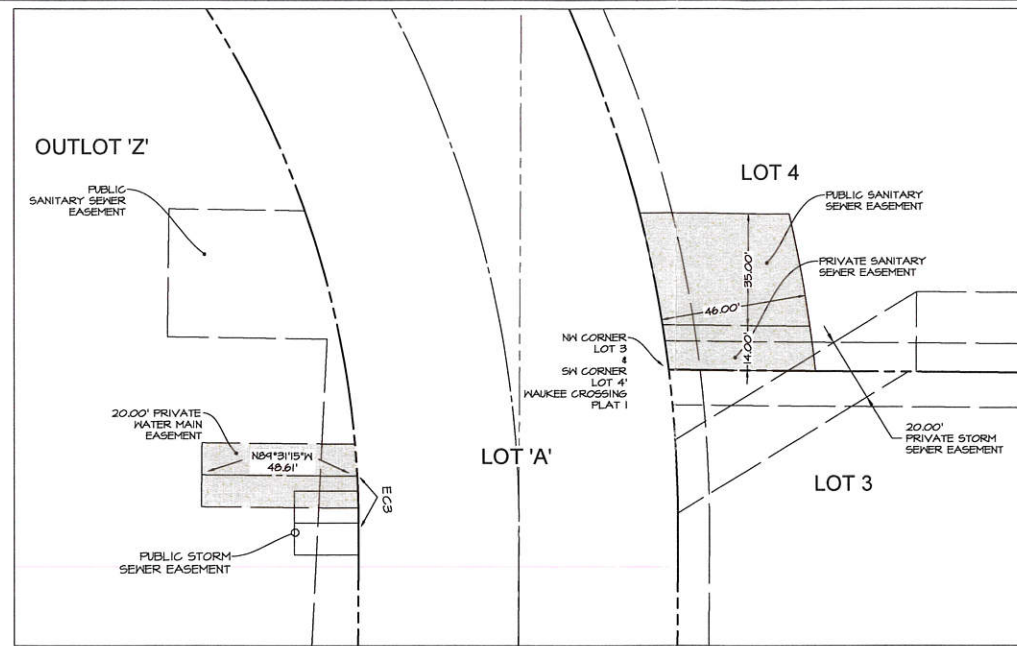 OUTLOT 'Z'
PUBLIC
SANITARY SEWER
EASEMENT
LOT 4
PUBLIC SANITARY
SEWER EASEMENT
PRIVATE SANITARY
SEWER EASEMENT
35.00'
46.00'
14.00'
NW CORNER
LOT 3
&
SW CORNER
LOT 4'
WAUKEE CROSSING
PLAT 1
20.00' PRIVATE
WATER MAIN
EASEMENT
N89°31'15"W
48.61'
EC3
LOT 'A'
20.00'
PRIVATE STORM
SEWER EASEMENT
LOT 3
PUBLIC STORM
SEWER EASEMENT